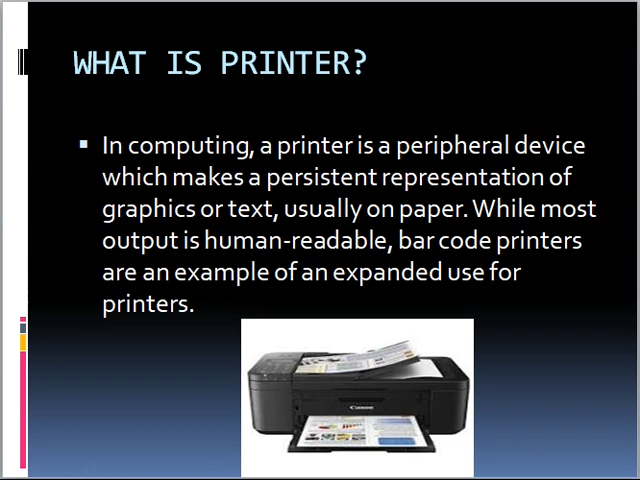 WHAT IS PRINTER?
In computing, a printer is a peripheral device
which makes a persistent representation of
graphics or text, usually on paper. While most
output is human-readable, bar code printers
are an example of an expanded use for
printers.
Canon